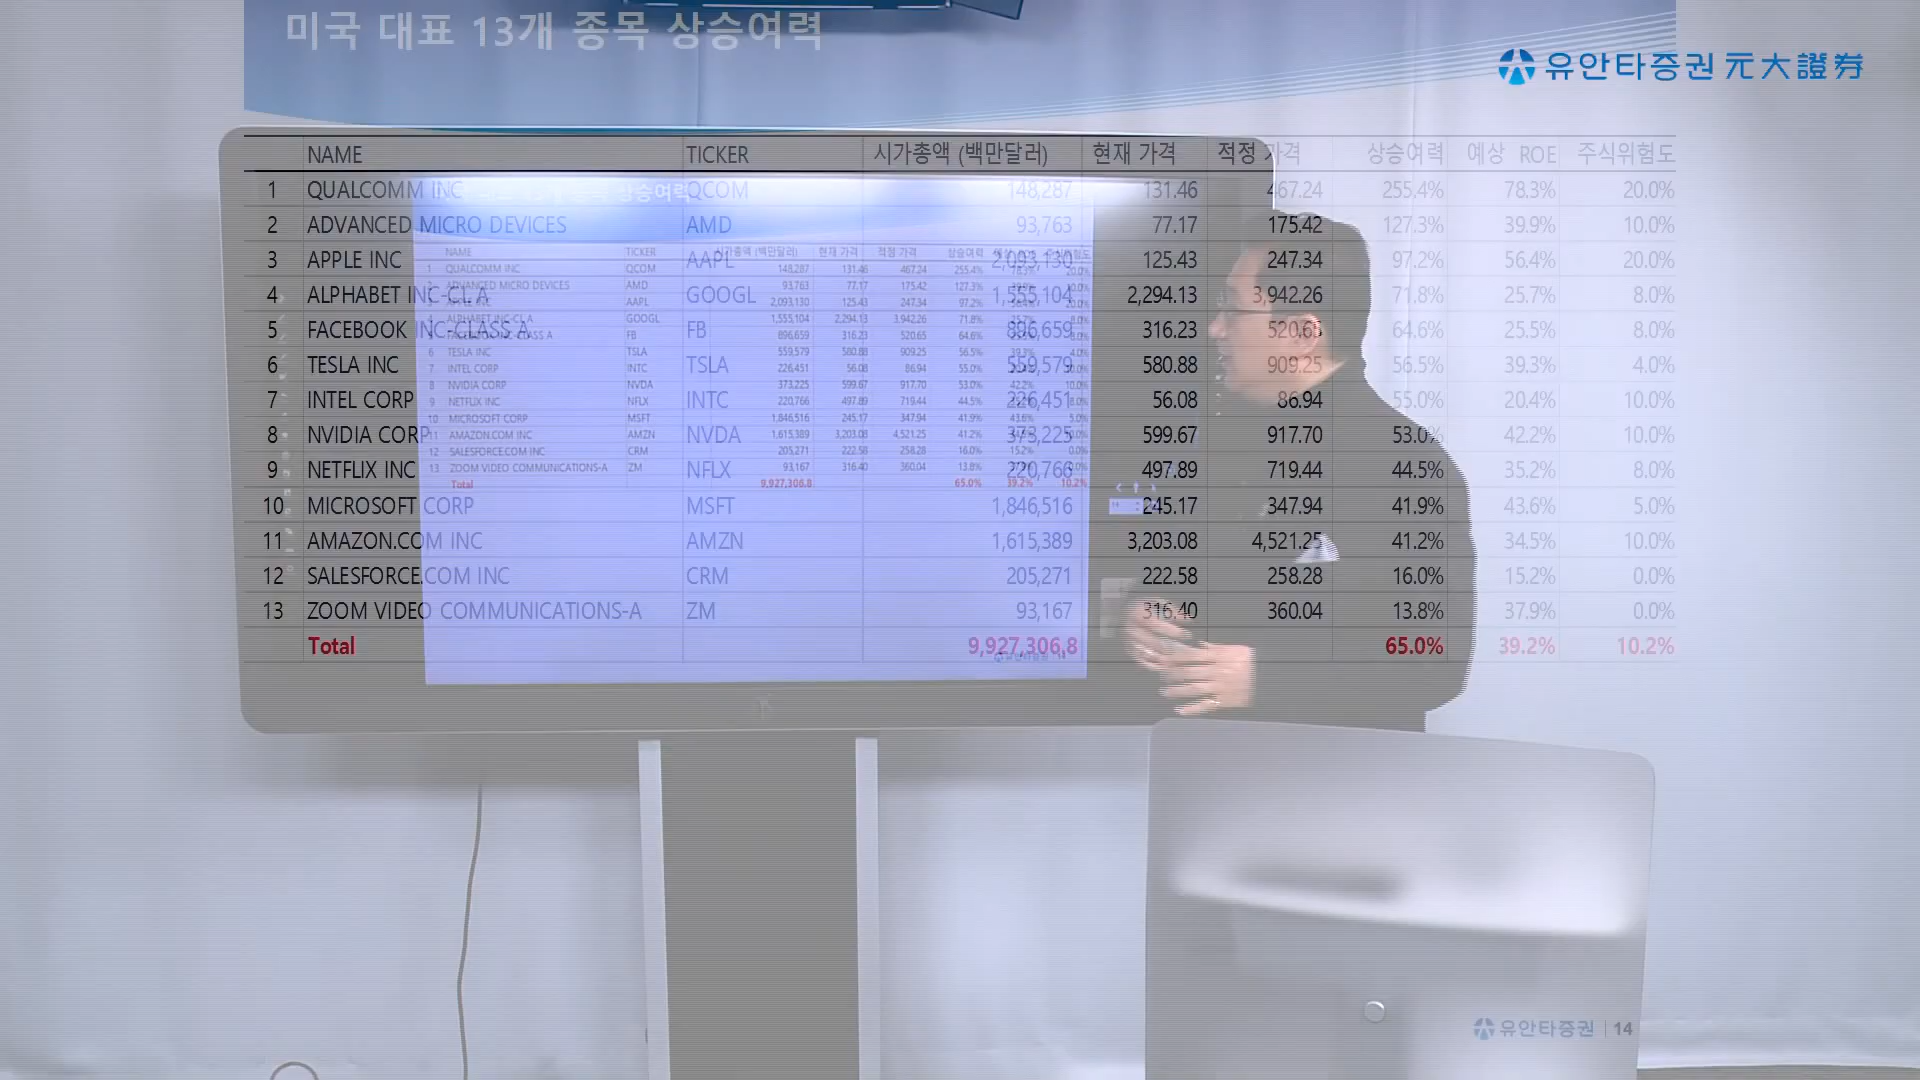 미국 대표 13개 종목 상승여력
유안타증권 元大證券
NAME TICKER 시가총액 (백만달러) 현재 가격 적정 가격 상승여력 예상 ROE 주식위험도
1 QUALCOMM INC QCOM 148,287 131.46 467.24 255.4% 78.3% 20.0%
2 ADVANCED MICRO DEVICES AMD 93,763 77.17 175.42 127.3% 39.9% 10.0%
3 APPLE INC AAPL 2,093,130 125.43 247.34 97.2% 56.4% 20.0%
4 ALPHABET INC-CL A GOOGL 1,555,104 2,294.13 3,942.26 71.8% 25.7% 8.0%
5 FACEBOOK INC-CLASS A FB 896,659 316.23 520.65 64.6% 25.5% 8.0%
6 TESLA INC TSLA 559,579 580.88 909.25 56.5% 39.3% 4.0%
7 INTEL CORP INTC 226,451 56.08 86.94 55.0% 20.4% 10.0%
8 NVIDIA CORP NVDA 373,225 599.67 917.70 53.0% 42.2% 10.0%
9 NETFLIX INC NFLX 220,766 497.89 719.44 44.5% 35.2% 8.0%
10 MICROSOFT CORP MSFT 1,846,516 245.17 347.94 41.9% 43.6% 5.0%
11 AMAZON.COM INC AMZN 1,615,389 3,203.08 4,521.25 41.2% 34.5% 10.0%
12 SALESFORCE.COM INC CRM 205,271 222.58 258.28 16.0% 15.2% 0.0%
13 ZOOM VIDEO COMMUNICATIONS-A ZM 93,167 316.40 360.04 13.8% 37.9% 0.0%
Total 9,927,306.8 65.0% 39.2% 10.2%
유안타증권 14